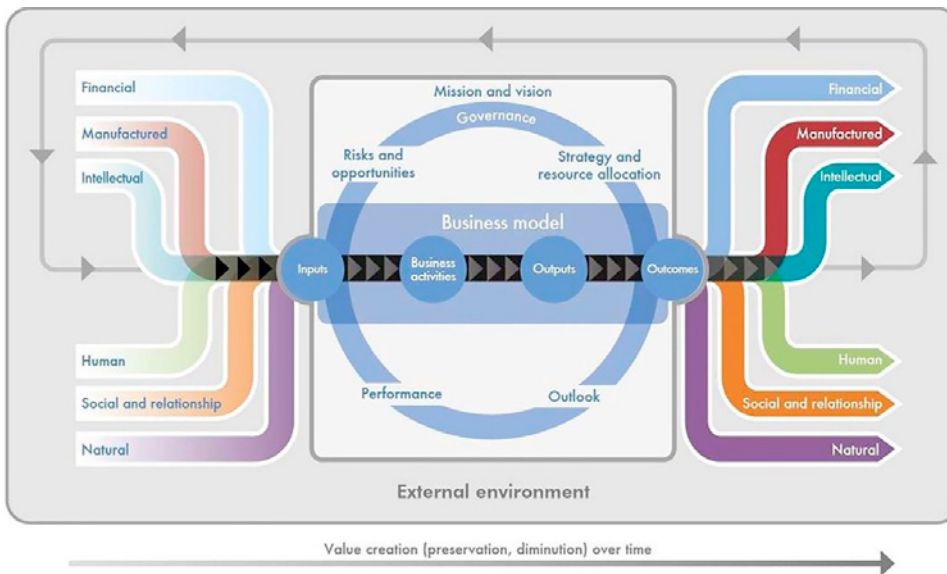 Financial
Manufactured
Intellectual
Human
Social and relationship
Natural
Mission and vision
Governance
Risks and
opportunities
Strategy and
resource allocation
Business model
Inputs
Business
activities
Outputs
Outcomes
Performance
Outlook
Financial
Manufactured
Intellectual
Human
Social and relationship
Natural
External environment
Value creation (preservation, diminution) over time